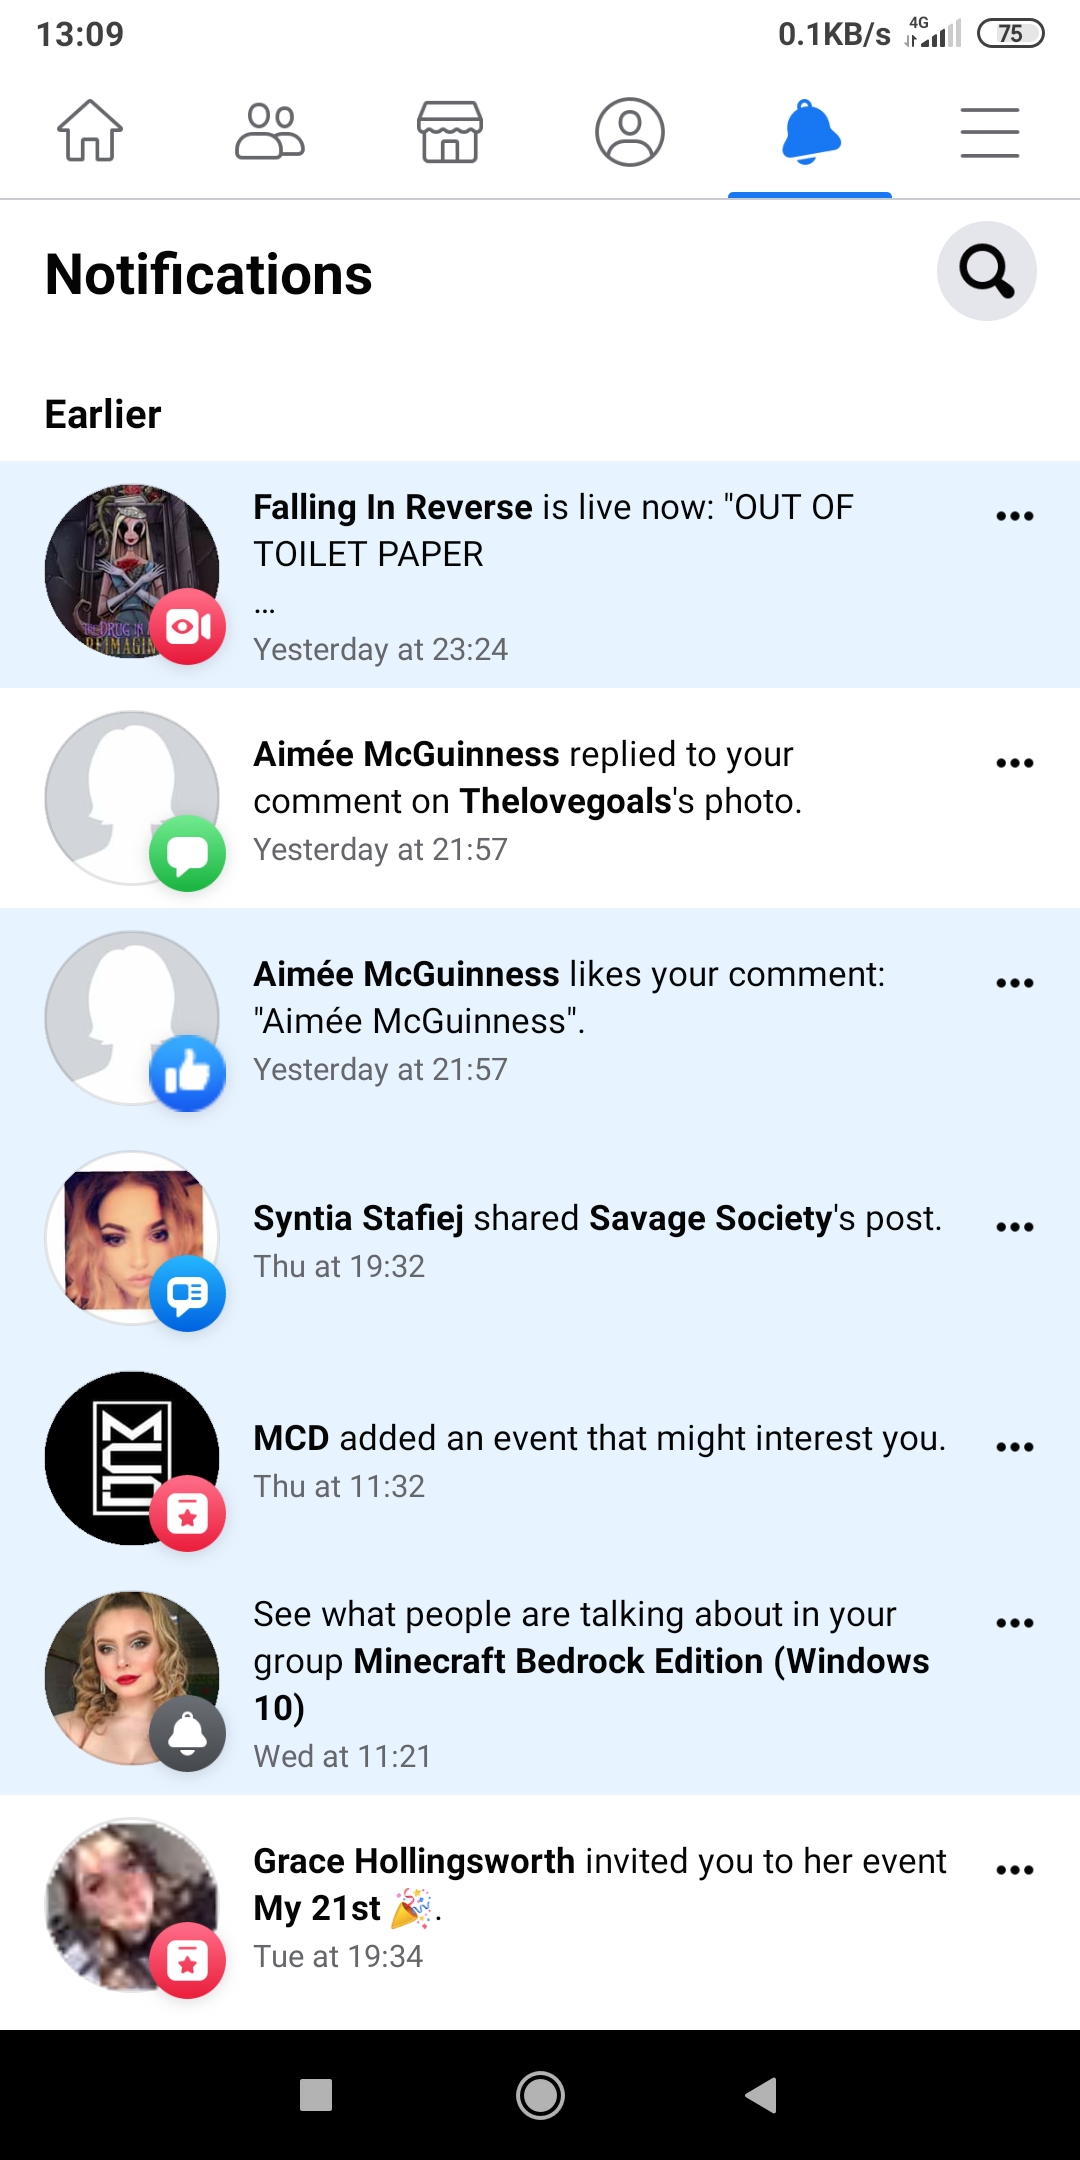 13:09
0.1KB/s 4G 75
Notifications
Earlier
Falling In Reverse is live now: "OUT OF
TOILET PAPER
...
Yesterday at 23:24
Aimée McGuinness replied to your
comment on Thelovegoals's photo.
Yesterday at 21:57
Aimée McGuinness likes your comment:
"Aimée McGuinness".
Yesterday at 21:57
Syntia Stafiej shared Savage Society's post.
Thu at 19:32
MCD
MCD added an event that might interest you.
Thu at 11:32
See what people are talking about in your
group Minecraft Bedrock Edition (Windows
10)
Wed at 11:21
Grace Hollingsworth invited you to her event
My 21st 🎉.
Tue at 19:34